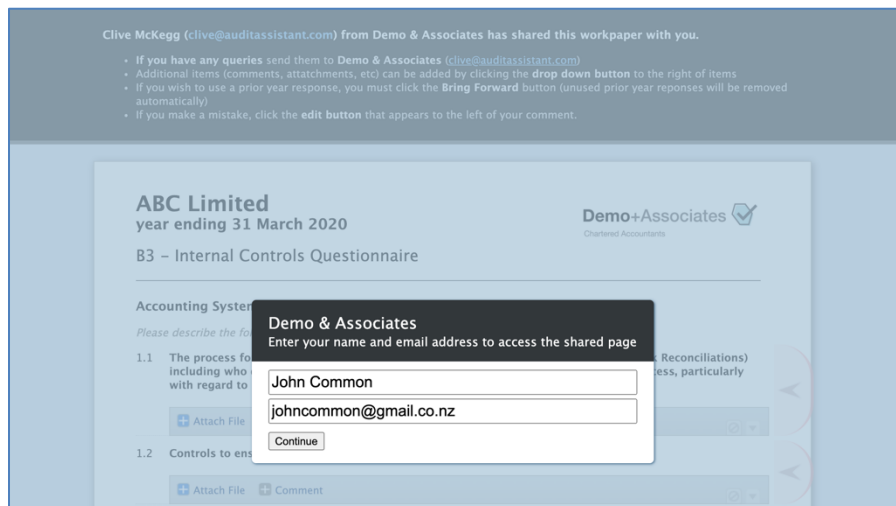 Clive McKegg (clive@auditassistant.com) from Demo & Associates has shared this workpaper with you.
• If you have any queries send them to Demo & Associates (clive@auditassistant.com)
• Additional items (comments, attatchments, etc) can be added by clicking the drop down button to the right of items
• If you wish to use a prior year response, you must click the Bring Forward button (unused prior year reponses will be removed
automatically)
• If you make a mistake, click the edit button that appears to the left of your comment.
ABC Limited
year ending 31 March 2020
Demo+Associates
Chartered Accountants
B3 – Internal Controls Questionnaire
Accounting System
Please describe the fo
Demo & Associates
Enter your name and email address to access the shared page
John Common
johncommon@gmail.co.nz
Continue
1.1 The process fo Reconciliations)
including who cess, particularly
with regard to
Attach File
1.2 Controls to ens
Attach File Comment